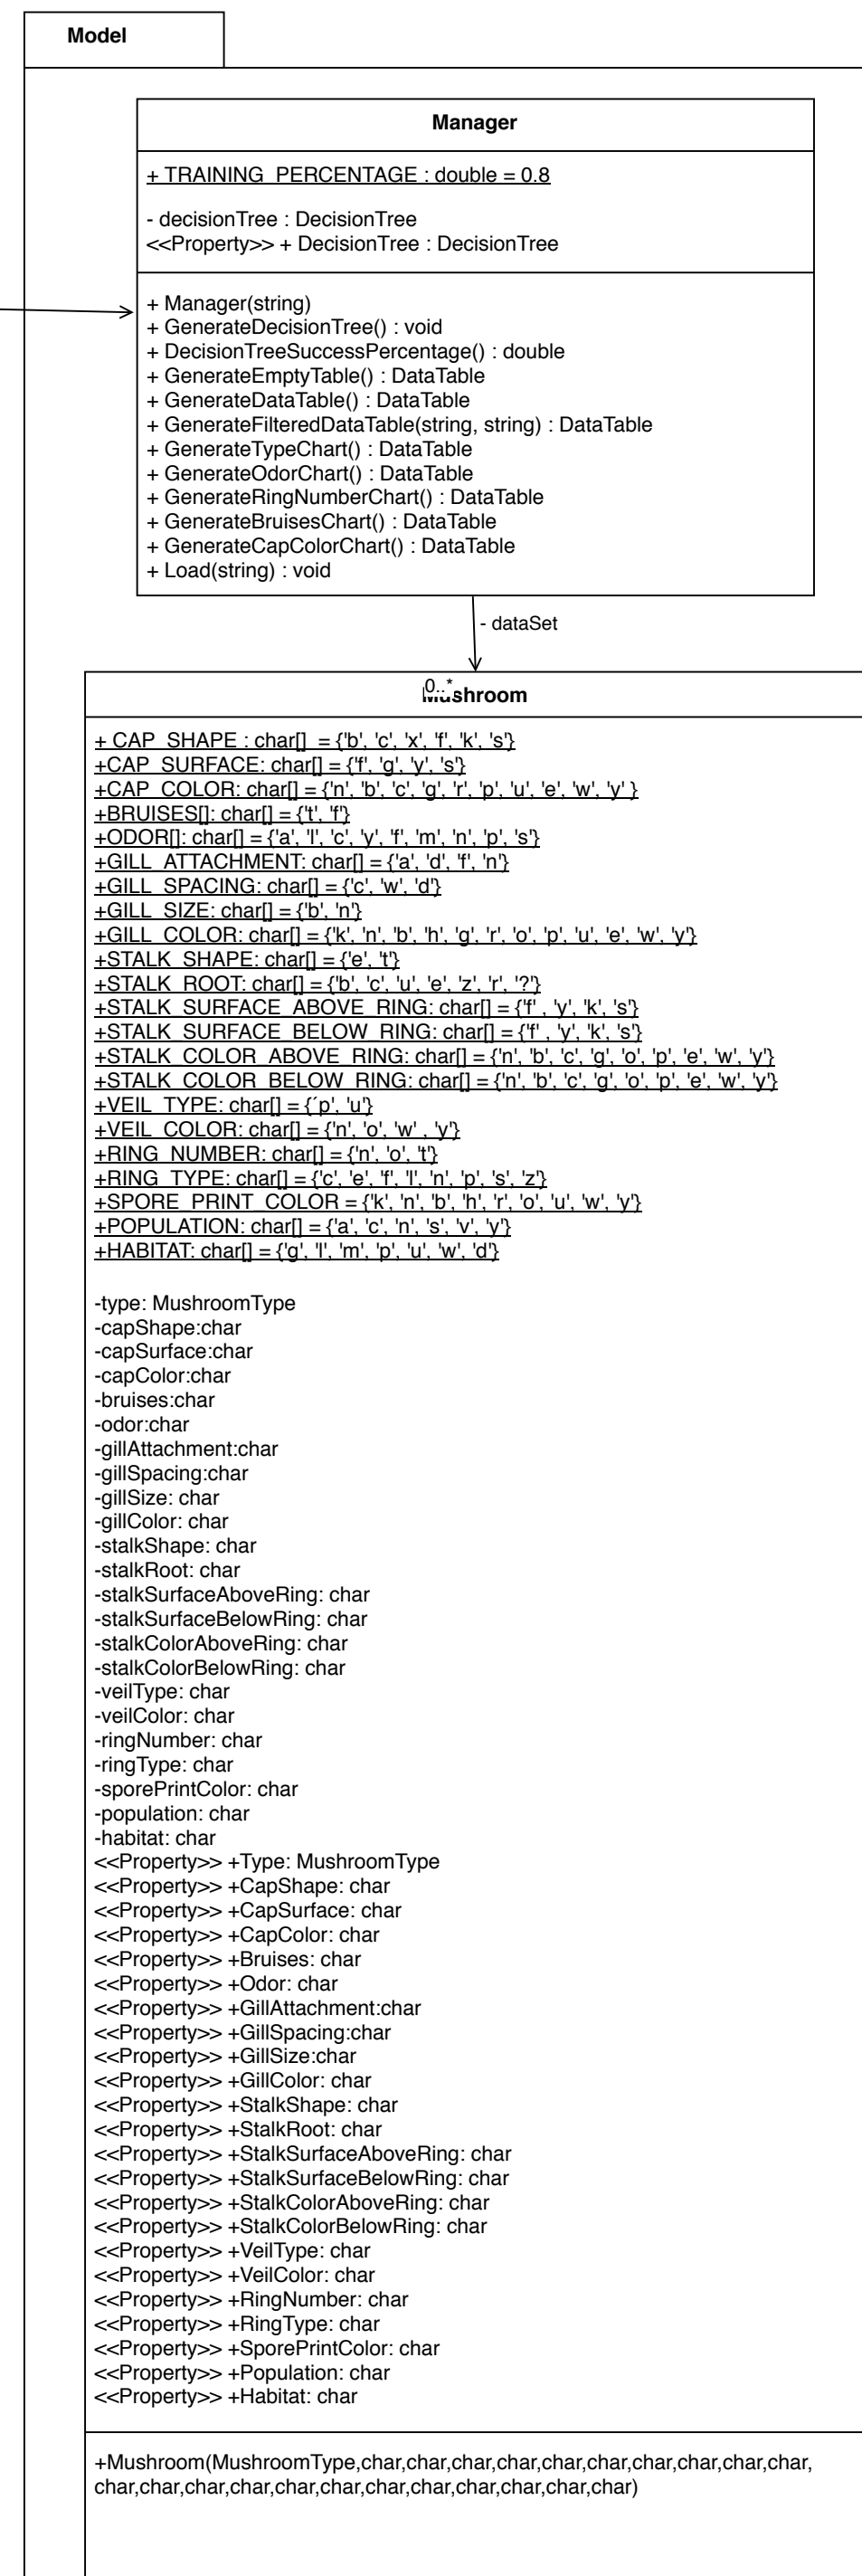 Model
Manager
+ TRAINING_PERCENTAGE : double = 0.8
- decisionTree : DecisionTree
<<Property>> + DecisionTree : DecisionTree
+ Manager(string)
+ GenerateDecisionTree() : void
+ DecisionTreeSuccessPercentage() : double
+ GenerateEmptyTable() : DataTable
+ GenerateDataTable() : DataTable
+ GenerateFilteredDataTable(string, string) : DataTable
+ GenerateTypeChart() : DataTable
+ GenerateOdorChart() : DataTable
+ GenerateRingNumberChart() : DataTable
+ GenerateBruisesChart() : DataTable
+ GenerateCapColorChart() : DataTable
+ Load(string) : void
- dataSet
0..*
Mushroom
+ CAP_SHAPE : char[] = {'b', 'c', 'x', 'f', 'k', 's'}
+CAP_SURFACE: char[] = {'f', 'g', 'y', 's'}
+CAP_COLOR: char[] = {'n', 'b', 'c', 'g', 'r', 'p', 'u', 'e', 'w', 'y' }
+BRUISES[]: char[] = {'t', 'f'}
+ODOR[]: char[] = {'a', 'l', 'c', 'y', 'f', 'm', 'n', 'p', 's'}
+GILL_ATTACHMENT: char[] = {'a', 'd', 'f', 'n'}
+GILL_SPACING: char[] = {'c', 'w', 'd'}
+GILL_SIZE: char[] = {'b', 'n'}
+GILL_COLOR: char[] = {'k', 'n', 'b', 'h', 'g', 'r', 'o', 'p', 'u', 'e', 'w', 'y'}
+STALK_SHAPE: char[] = {'e', 't'}
+STALK_ROOT: char[] = {'b', 'c', 'u', 'e', 'z', 'r', '?'}
+STALK_SURFACE_ABOVE_RING: char[] = {'f' , 'y', 'k', 's'}
+STALK_SURFACE_BELOW_RING: char[] = {'f' , 'y', 'k', 's'}
+STALK_COLOR_ABOVE_RING: char[] = {'n', 'b', 'c', 'g', 'o', 'p', 'e', 'w', 'y'}
+STALK_COLOR_BELOW_RING: char[] = {'n', 'b', 'c', 'g', 'o', 'p', 'e', 'w', 'y'}
+VEIL_TYPE: char[] = {´p', 'u'}
+VEIL_COLOR: char[] = {'n', 'o', 'w' , 'y'}
+RING_NUMBER: char[] = {'n', 'o', 't'}
+RING_TYPE: char[] = {'c', 'e', 'f', 'l', 'n', 'p', 's', 'z'}
+SPORE_PRINT_COLOR = {'k', 'n', 'b', 'h', 'r', 'o', 'u', 'w', 'y'}
+POPULATION: char[] = {'a', 'c', 'n', 's', 'v', 'y'}
+HABITAT: char[] = {'g', 'l', 'm', 'p', 'u', 'w', 'd'}
-type: MushroomType
-capShape:char
-capSurface:char
-capColor:char
-bruises:char
-odor:char
-gillAttachment:char
-gillSpacing:char
-gillSize: char
-gillColor: char
-stalkShape: char
-stalkRoot: char
-stalkSurfaceAboveRing: char
-stalkSurfaceBelowRing: char
-stalkColorAboveRing: char
-stalkColorBelowRing: char
-veilType: char
-veilColor: char
-ringNumber: char
-ringType: char
-sporePrintColor: char
-population: char
-habitat: char
<<Property>> +Type: MushroomType
<<Property>> +CapShape: char
<<Property>> +CapSurface: char
<<Property>> +CapColor: char
<<Property>> +Bruises: char
<<Property>> +Odor: char
<<Property>> +GillAttachment:char
<<Property>> +GillSpacing:char
<<Property>> +GillSize:char
<<Property>> +GillColor: char
<<Property>> +StalkShape: char
<<Property>> +StalkRoot: char
<<Property>> +StalkSurfaceAboveRing: char
<<Property>> +StalkSurfaceBelowRing: char
<<Property>> +StalkColorAboveRing: char
<<Property>> +StalkColorBelowRing: char
<<Property>> +VeilType: char
<<Property>> +VeilColor: char
<<Property>> +RingNumber: char
<<Property>> +RingType: char
<<Property>> +SporePrintColor: char
<<Property>> +Population: char
<<Property>> +Habitat: char
+Mushroom(MushroomType,char,char,char,char,char,char,char,char,char,char,
char,char,char,char,char,char,char,char,char,char,char,char)